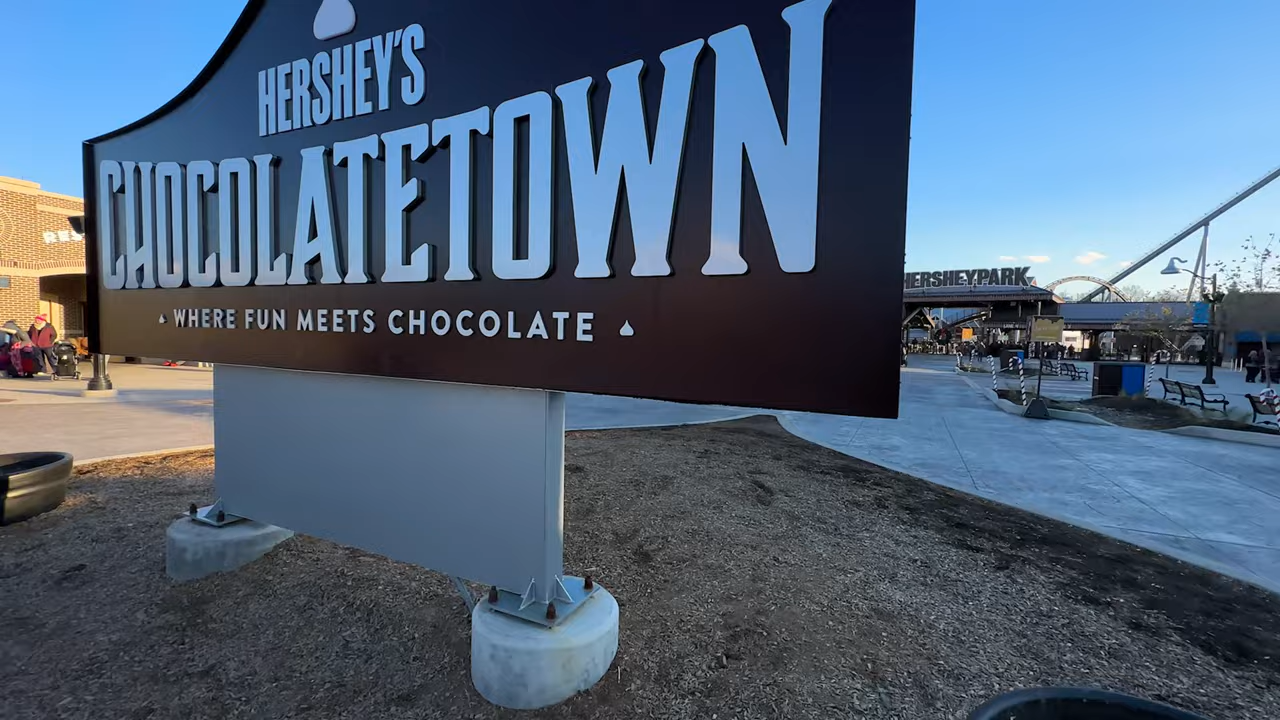 HERSHEY'S
CHOCOLATETOWN
WHERE FUN MEETS CHOCOLATE
HERSHEYPARK